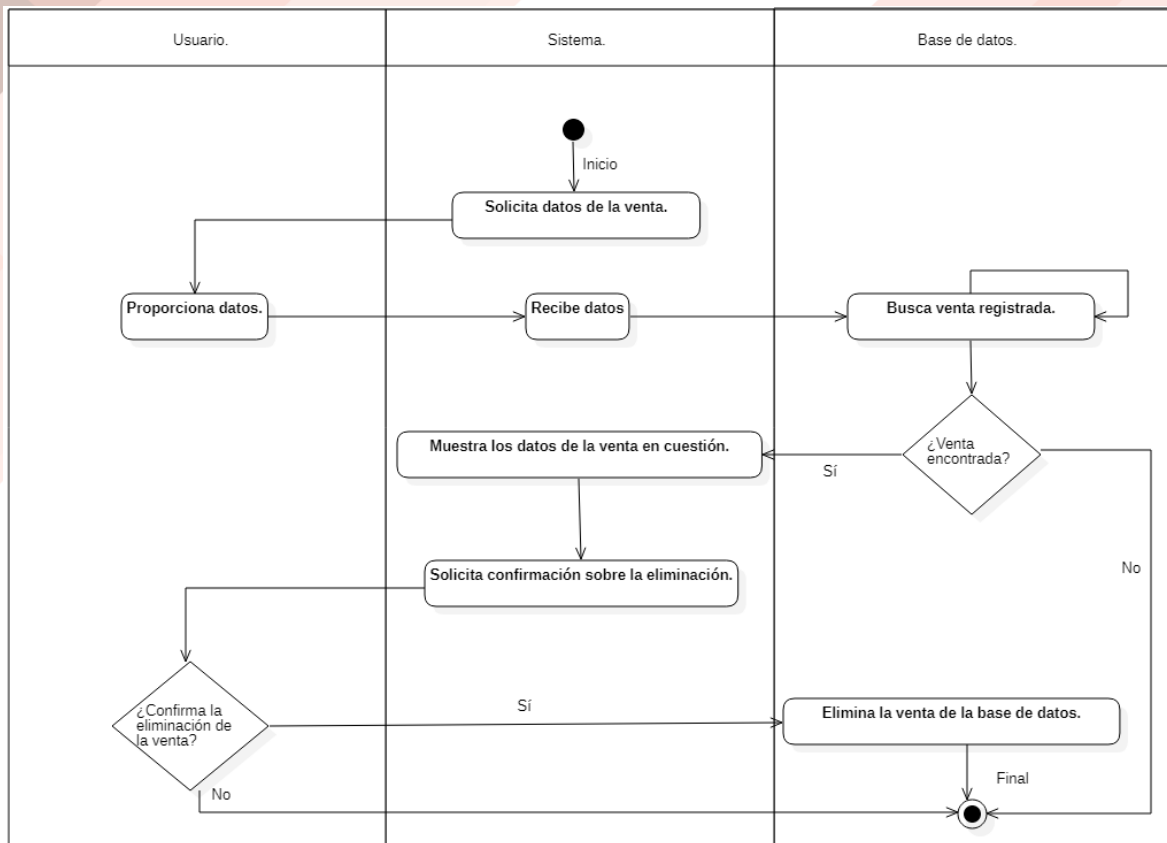 Usuario.
Sistema.
Base de datos.
Inicio
Solicita datos de la venta.
Proporciona datos.
Recibe datos
Busca venta registrada.
¿Venta
encontrada?
Muestra los datos de la venta en cuestión.
Sí
No
Solicita confirmación sobre la eliminación.
¿Confirma la
eliminación de
la venta?
Sí
Elimina la venta de la base de datos.
No
Final